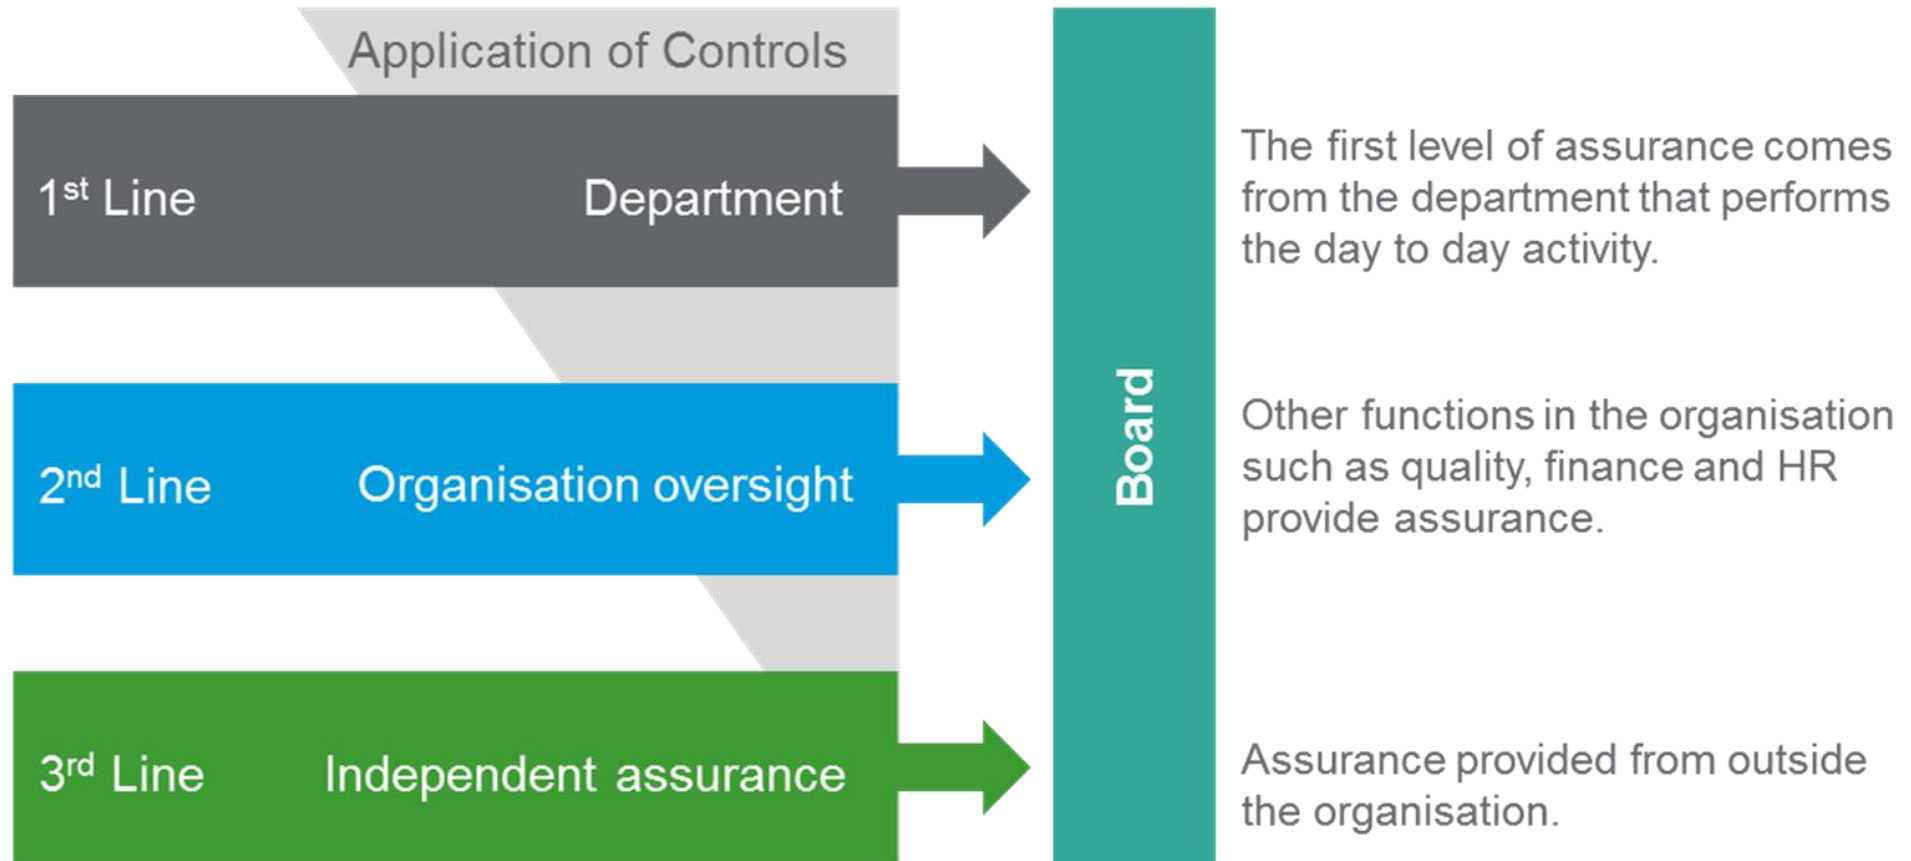 Application of Controls
1st Line
Department
The first level of assurance comes
from the department that performs
the day to day activity.
2nd Line
Organisation oversight
Board
Other functions in the organisation
such as quality, finance and HR
provide assurance.
3rd Line
Independent assurance
Assurance provided from outside
the organisation.